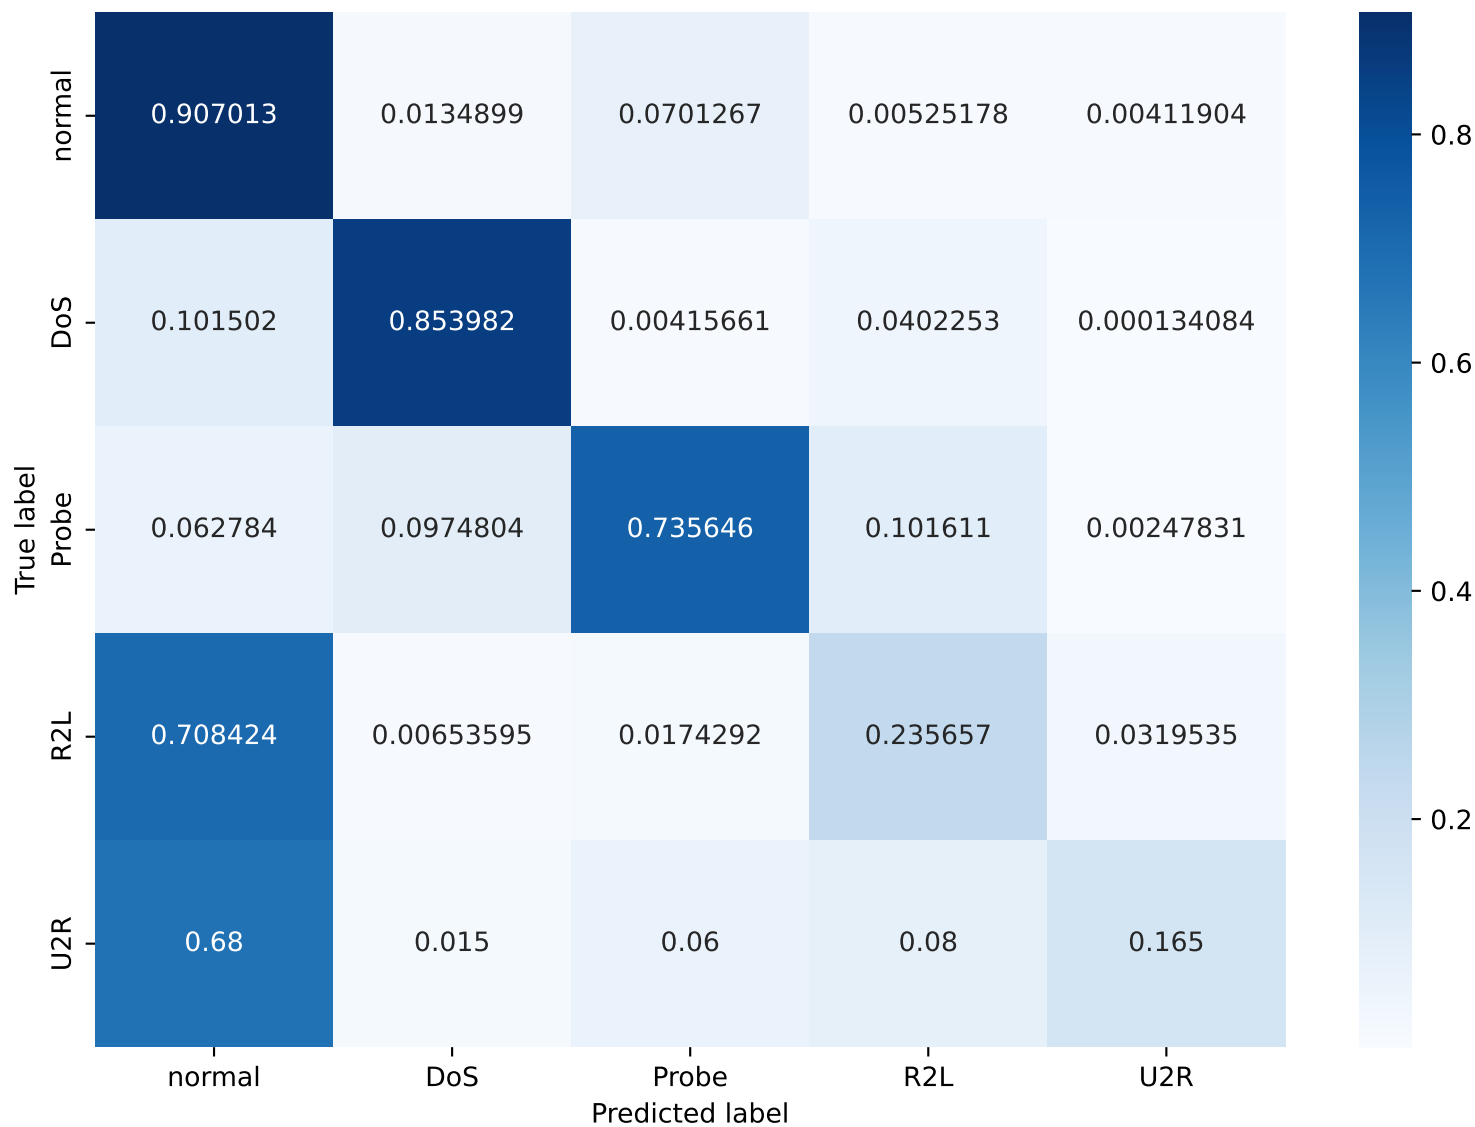 normal 0.907013 0.0134899 0.0701267 0.00525178 0.00411904
DoS 0.101502 0.853982 0.00415661 0.0402253 0.000134084
Probe 0.062784 0.0974804 0.735646 0.101611 0.00247831
R2L 0.708424 0.00653595 0.0174292 0.235657 0.0319535
U2R 0.68 0.015 0.06 0.08 0.165
normal DoS Probe R2L U2R
Predicted label
True label
0.8
0.6
0.4
0.2